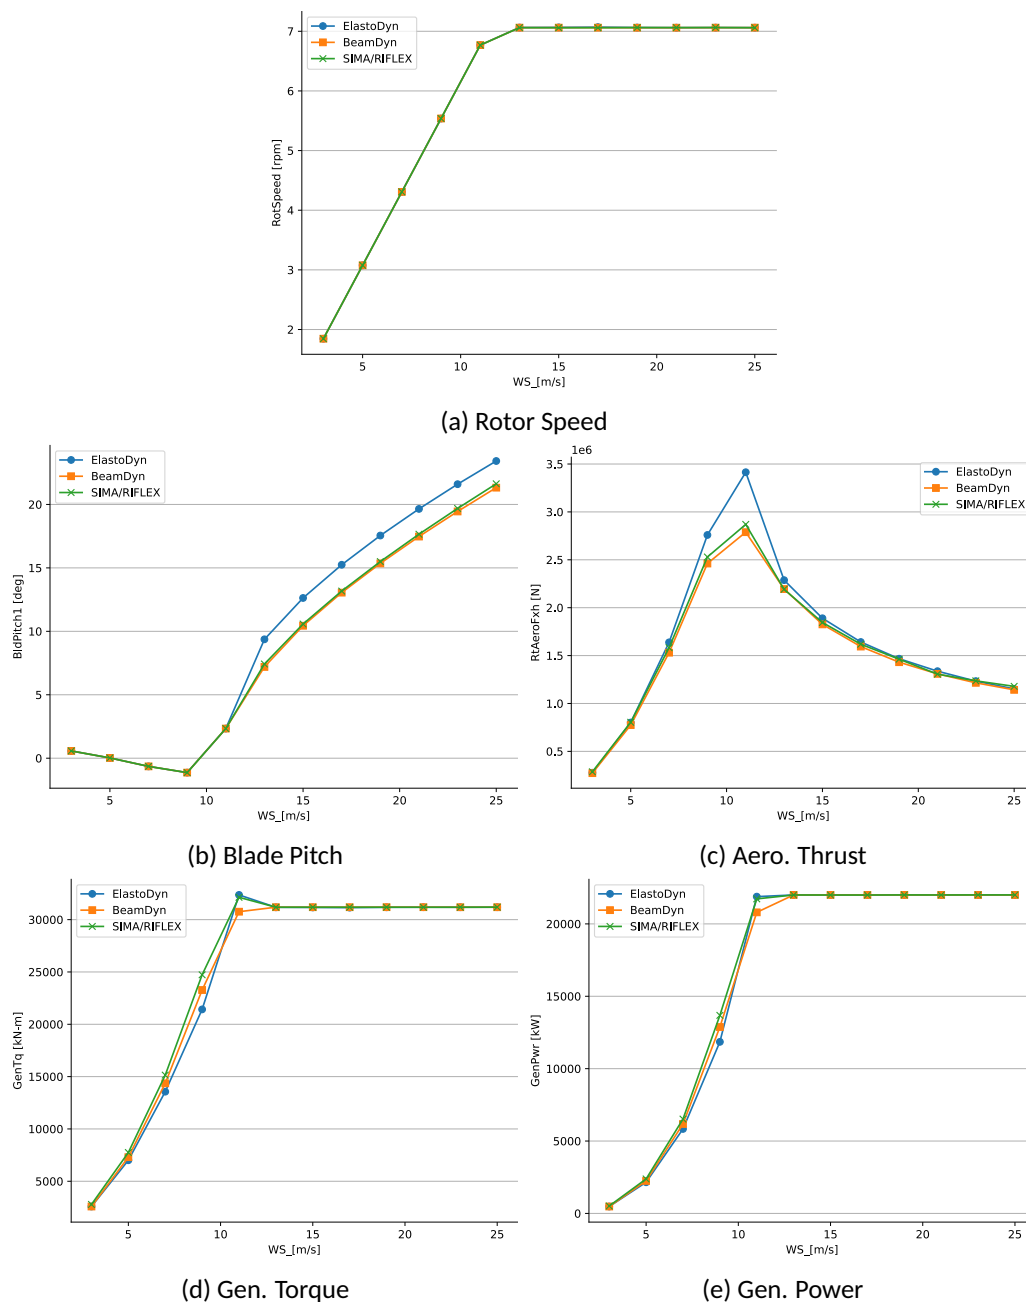 ElastoDyn
BeamDyn
SIMA/RIFLEX
RotSpeed [rpm]
7
6
5
4
3
2
5 10 15 20 25
WS_[m/s]
(a) Rotor Speed
ElastoDyn
BeamDyn
SIMA/RIFLEX
BldPitch1 [deg]
20
15
10
5
0
5 10 15 20 25
WS_[m/s]
(b) Blade Pitch
1e6
ElastoDyn
BeamDyn
SIMA/RIFLEX
RtAeroFxh [N]
3.5
3.0
2.5
2.0
1.5
1.0
0.5
5 10 15 20 25
WS_[m/s]
(c) Aero. Thrust
ElastoDyn
BeamDyn
SIMA/RIFLEX
GenTq [kN-m]
30000
25000
20000
15000
10000
5000
5 10 15 20 25
WS_[m/s]
(d) Gen. Torque
ElastoDyn
BeamDyn
SIMA/RIFLEX
GenPwr [kW]
20000
15000
10000
5000
0
5 10 15 20 25
WS_[m/s]
(e) Gen. Power